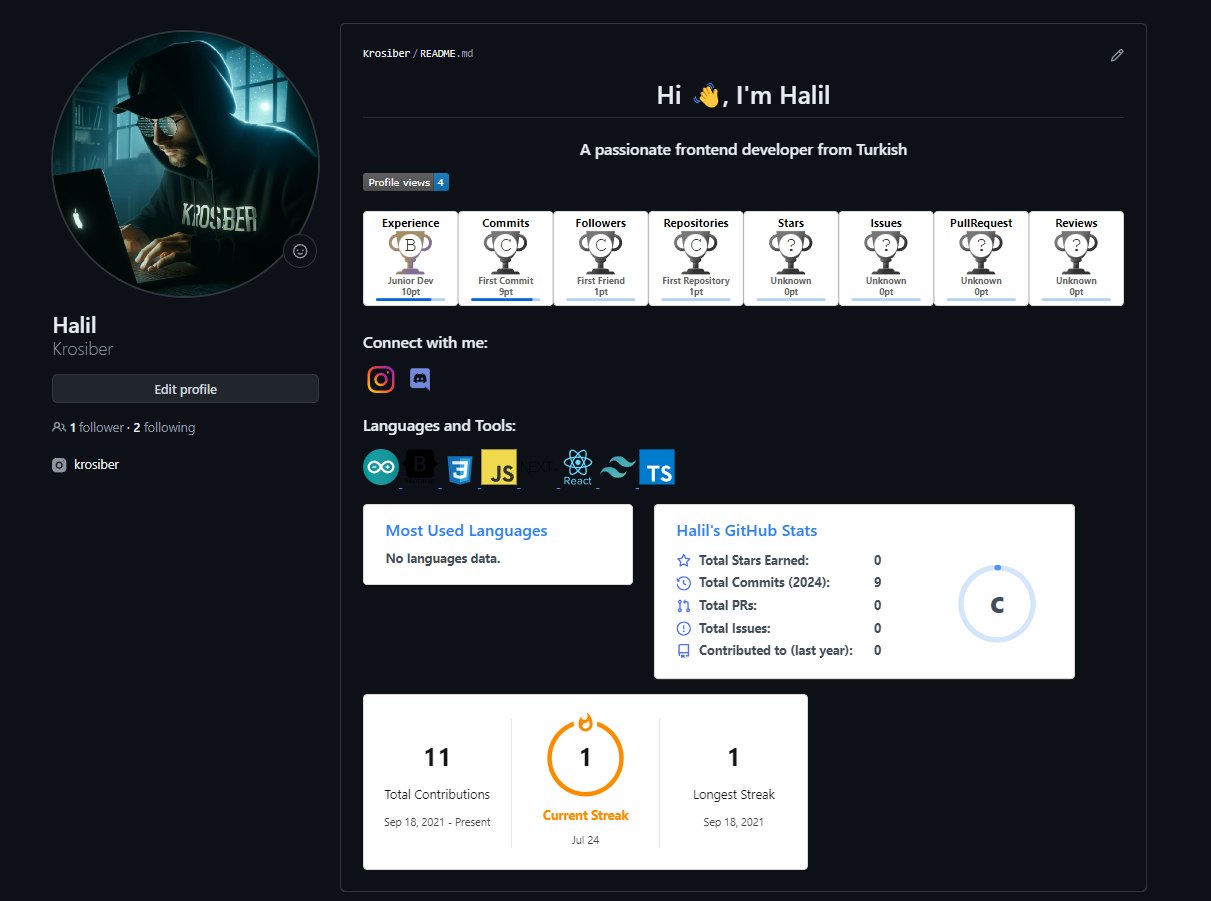 KROSBER
Halil
Krosiber
Edit profile
1 follower · 2 following
krosiber
Krosiber/README.md
Hi 👋, I'm Halil
A passionate frontend developer from Turkish
Profile views 4
Experience Commits Followers Repositories Stars Issues PullRequest Reviews
B C C C ? ? ? ?
Junior Dev First Commit First Friend First Repository Unknown Unknown Unknown Unknown
10pt 9pt 1pt 1pt 0pt 0pt 0pt 0pt
Connect with me:
Languages and Tools:
B 3 JS NEXT React TS
Most Used Languages
No languages data.
Halil's GitHub Stats
Total Stars Earned: 0
Total Commits (2024): 9
Total PRs: 0
Total Issues: 0
Contributed to (last year): 0
C
11
Total Contributions
Sep 18, 2021 - Present
1
Current Streak
Jul 24
1
Longest Streak
Sep 18, 2021